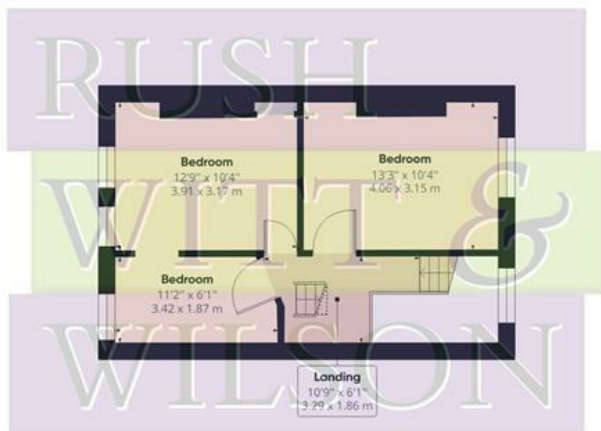 RUSH
WITT &
WILSON
Bedroom
12'9" x 10'4"
3.91 x 3.17 m
Bedroom
13'3" x 10'4"
4.06 x 3.15 m
Bedroom
11'2" x 6'1"
3.42 x 1.87 m
Landing
10'9" x 6'1"
3.29 x 1.86 m